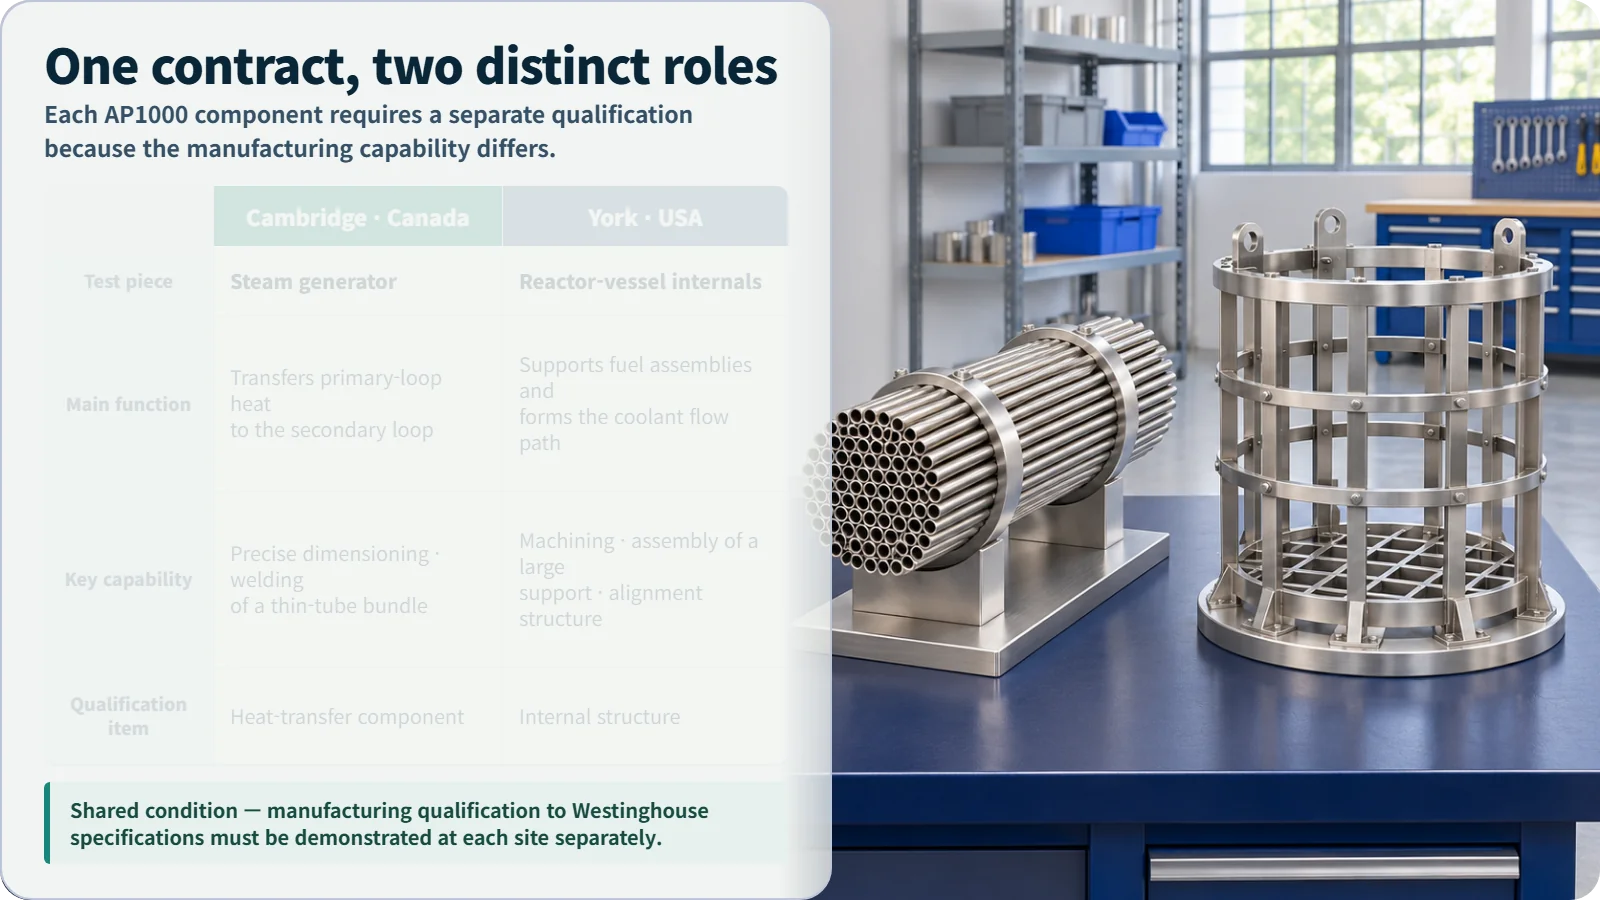 One contract, two distinct roles
Each AP1000 component requires a separate qualification
because the manufacturing capability differs.
Cambridge · Canada
York · USA
Test piece
Steam generator
Reactor-vessel internals
Main function
Transfers primary-loop
heat
to the secondary loop
Supports fuel assemblies
and
forms the coolant flow
path
Key capability
Precise dimensioning ·
welding
of a thin-tube bundle
Machining · assembly of a
large
support · alignment
structure
Qualification
item
Heat-transfer component
Internal structure
Shared condition — manufacturing qualification to Westinghouse
specifications must be demonstrated at each site separately.